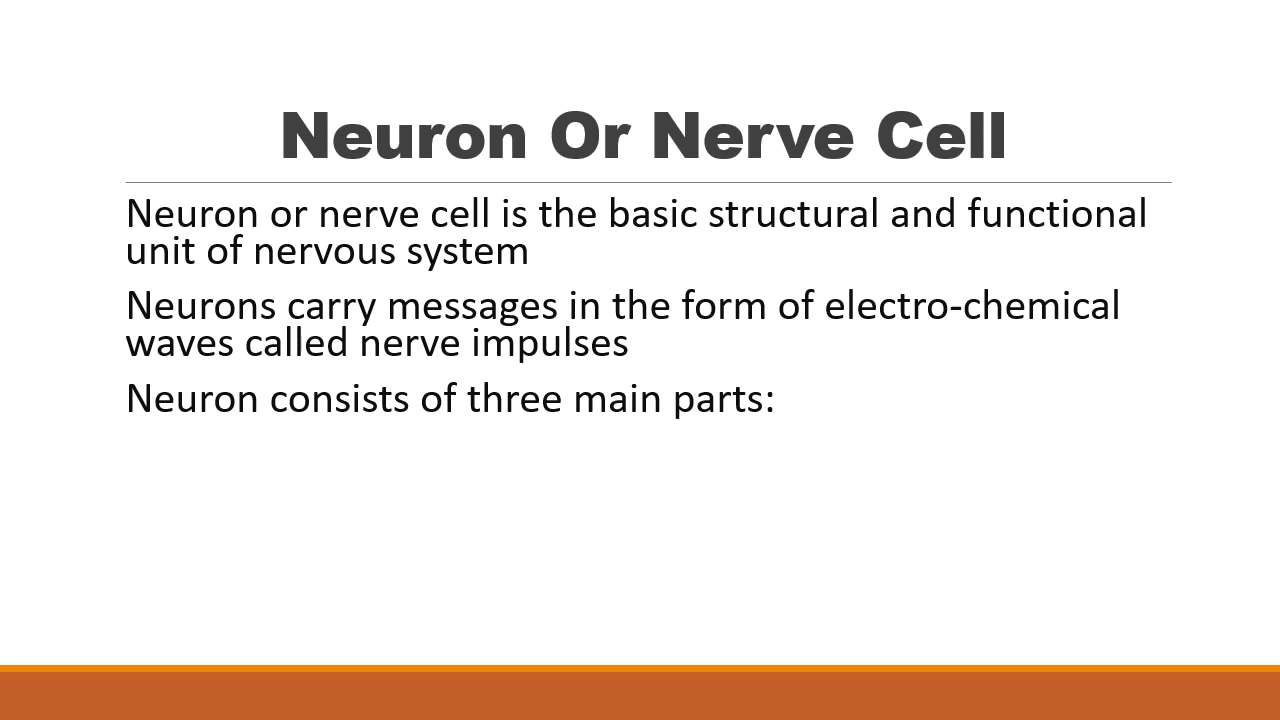 Neuron Or Nerve Cell
Neuron or nerve cell is the basic structural and functional
unit of nervous system
Neurons carry messages in the form of electro-chemical
waves called nerve impulses
Neuron consists of three main parts: